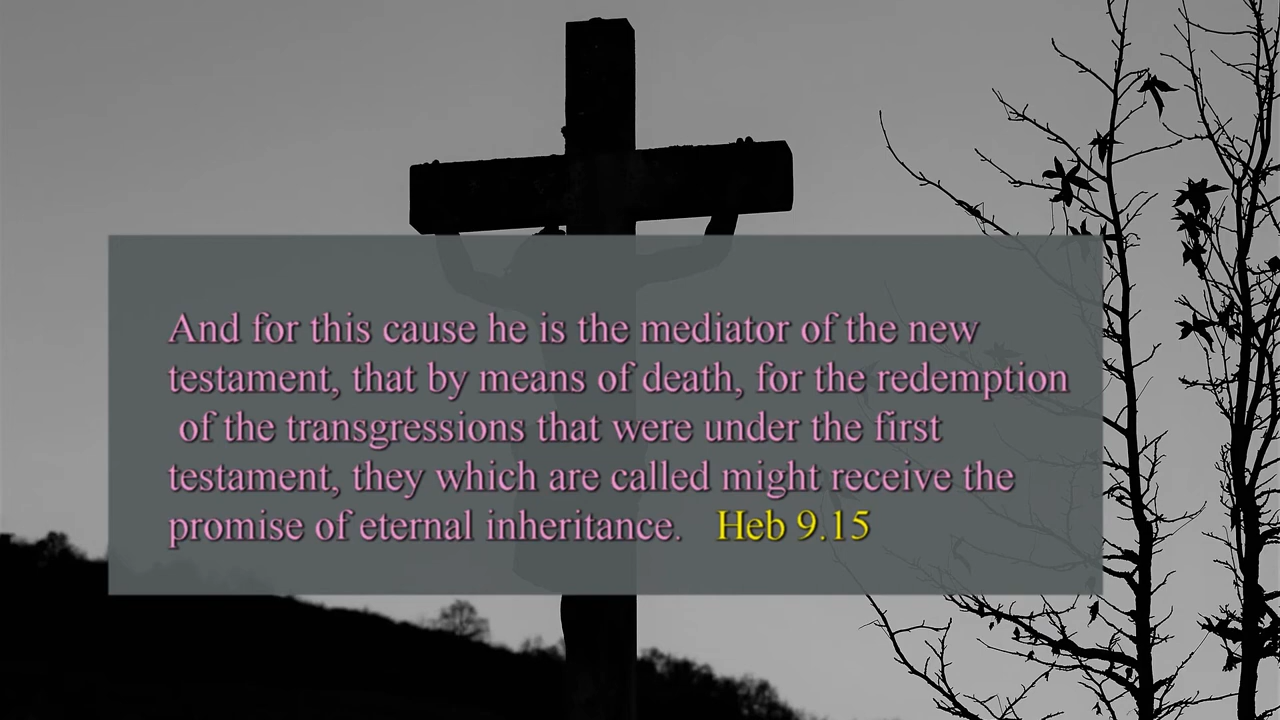 And for this cause he is the mediator of the new
testament, that by means of death, for the redemption
of the transgressions that were under the first
testament, they which are called might receive the
promise of eternal inheritance. Heb 9.15